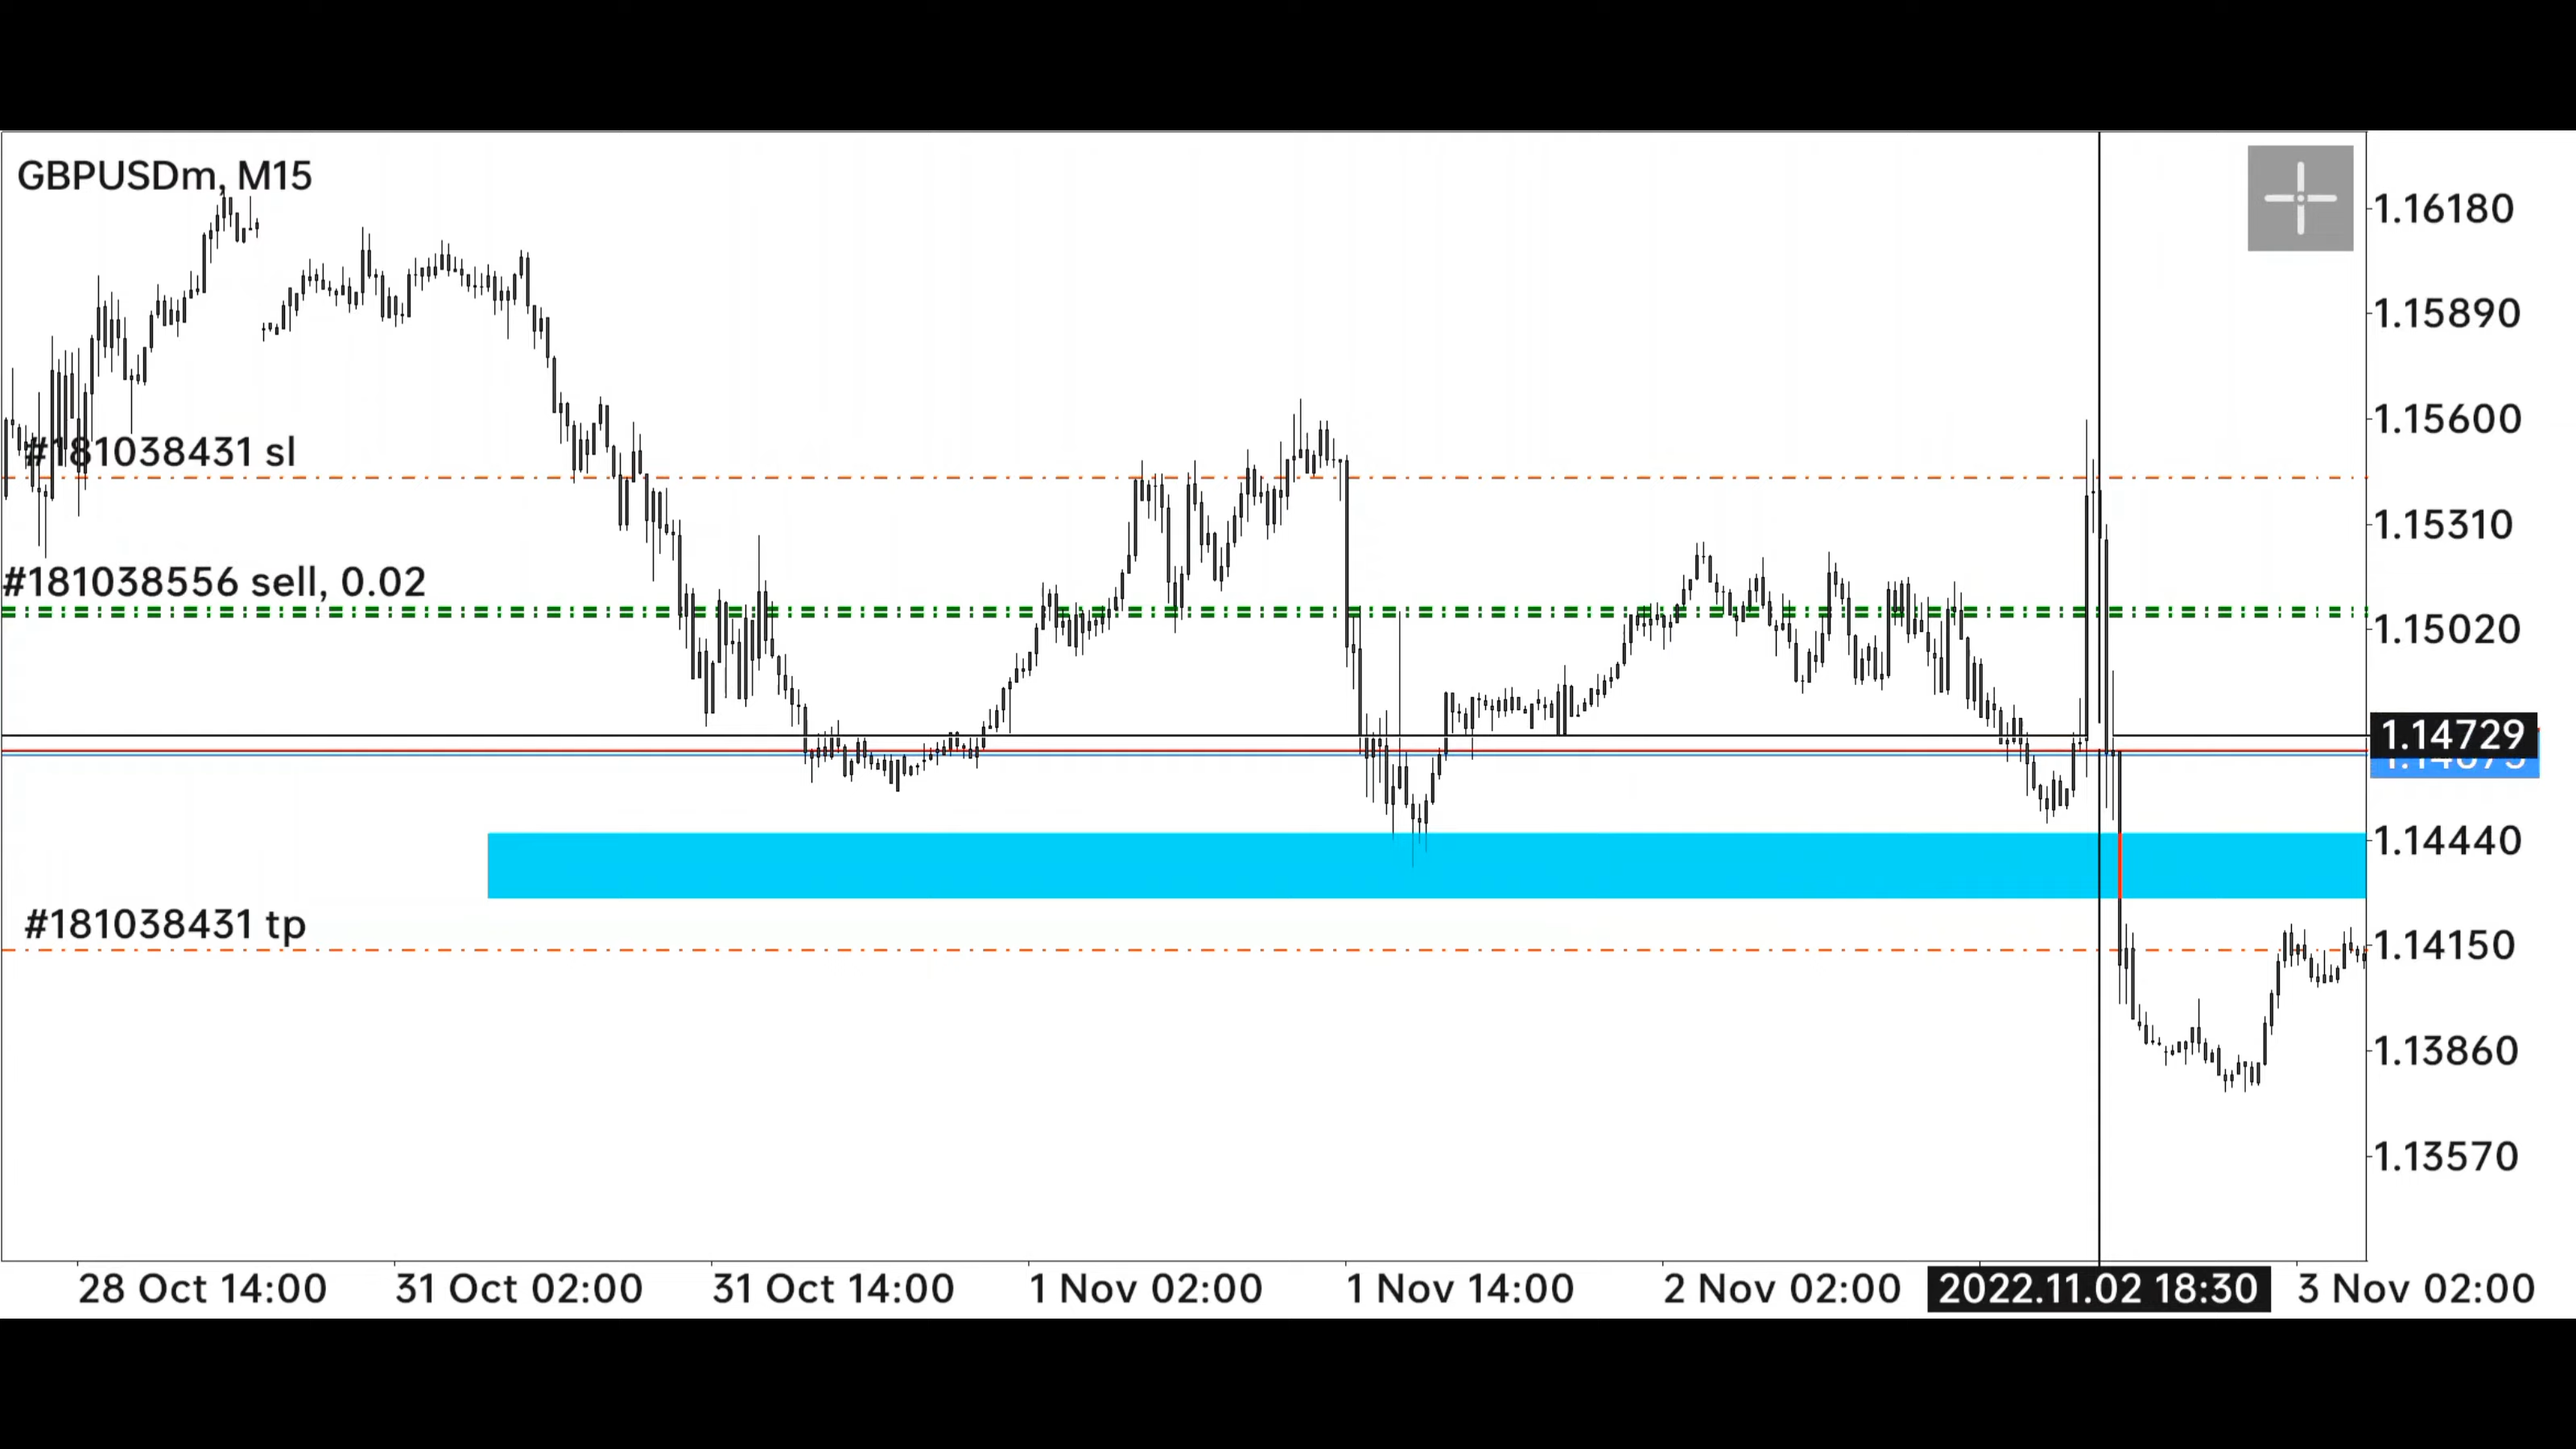 GBPUSDm, M15
1.16180
1.15890
1.15600
#181038431 sl
1.15310
#181038556 sell, 0.02
1.15020
1.14729
1.14440
#181038431 tp
1.14150
1.13860
1.13570
28 Oct 14:00 31 Oct 02:00 31 Oct 14:00 1 Nov 02:00 1 Nov 14:00 2 Nov 02:00 2022.11.02 18:30 3 Nov 02:00